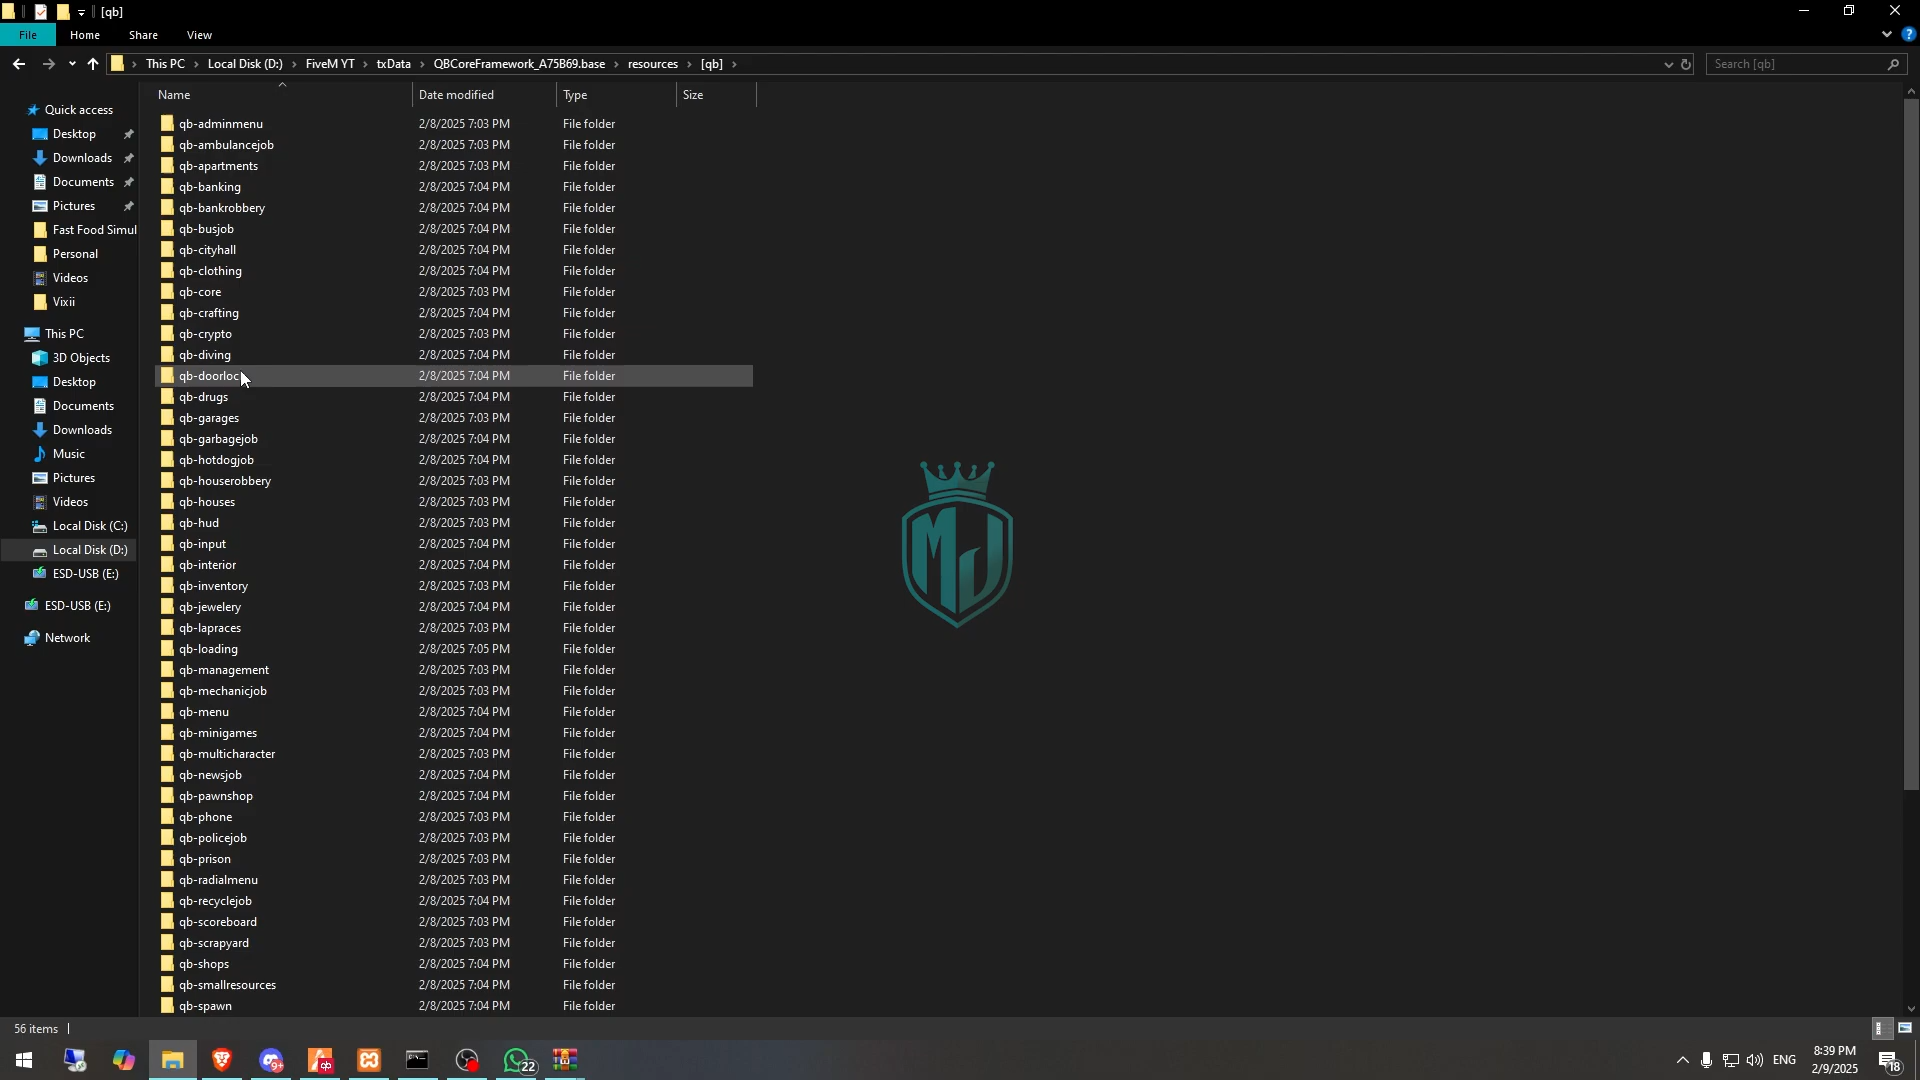 [qb]
File Home Share View
This PC Local Disk (D:) FiveM YT txData QBCoreFramework_A75B69.base resources [qb] Search [qb]
Name Date modified Type Size
Quick access
Desktop
Downloads
Documents
Pictures
Fast Food Simul
Personal
Videos
Vixii
This PC
3D Objects
Desktop
Documents
Downloads
Music
Pictures
Videos
Local Disk (C:)
Local Disk (D:)
ESD-USB (E:)
ESD-USB (E:)
Network
qb-adminmenu 2/8/2025 7:03 PM File folder
qb-ambulancejob 2/8/2025 7:03 PM File folder
qb-apartments 2/8/2025 7:03 PM File folder
qb-banking 2/8/2025 7:04 PM File folder
qb-bankrobbery 2/8/2025 7:04 PM File folder
qb-busjob 2/8/2025 7:04 PM File folder
qb-cityhall 2/8/2025 7:04 PM File folder
qb-clothing 2/8/2025 7:04 PM File folder
qb-core 2/8/2025 7:03 PM File folder
qb-crafting 2/8/2025 7:04 PM File folder
qb-crypto 2/8/2025 7:03 PM File folder
qb-diving 2/8/2025 7:04 PM File folder
qb-doorloc 2/8/2025 7:04 PM File folder
qb-drugs 2/8/2025 7:04 PM File folder
qb-garages 2/8/2025 7:03 PM File folder
qb-garbagejob 2/8/2025 7:04 PM File folder
qb-hotdogjob 2/8/2025 7:04 PM File folder
qb-houserobbery 2/8/2025 7:04 PM File folder
qb-houses 2/8/2025 7:03 PM File folder
qb-hud 2/8/2025 7:03 PM File folder
qb-input 2/8/2025 7:04 PM File folder
qb-interior 2/8/2025 7:04 PM File folder
qb-inventory 2/8/2025 7:03 PM File folder
qb-jewelery 2/8/2025 7:04 PM File folder
qb-lapraces 2/8/2025 7:03 PM File folder
qb-loading 2/8/2025 7:05 PM File folder
qb-management 2/8/2025 7:03 PM File folder
qb-mechanicjob 2/8/2025 7:03 PM File folder
qb-menu 2/8/2025 7:04 PM File folder
qb-minigames 2/8/2025 7:04 PM File folder
qb-multicharacter 2/8/2025 7:03 PM File folder
qb-newsjob 2/8/2025 7:04 PM File folder
qb-pawnshop 2/8/2025 7:04 PM File folder
qb-phone 2/8/2025 7:03 PM File folder
qb-policejob 2/8/2025 7:03 PM File folder
qb-prison 2/8/2025 7:03 PM File folder
qb-radialmenu 2/8/2025 7:03 PM File folder
qb-recyclejob 2/8/2025 7:04 PM File folder
qb-scoreboard 2/8/2025 7:03 PM File folder
qb-scrapyard 2/8/2025 7:03 PM File folder
qb-shops 2/8/2025 7:04 PM File folder
qb-smallresources 2/8/2025 7:04 PM File folder
qb-spawn 2/8/2025 7:04 PM File folder
MJ
56 items
9+ qb 22 ENG 8:39 PM 18
2/9/2025